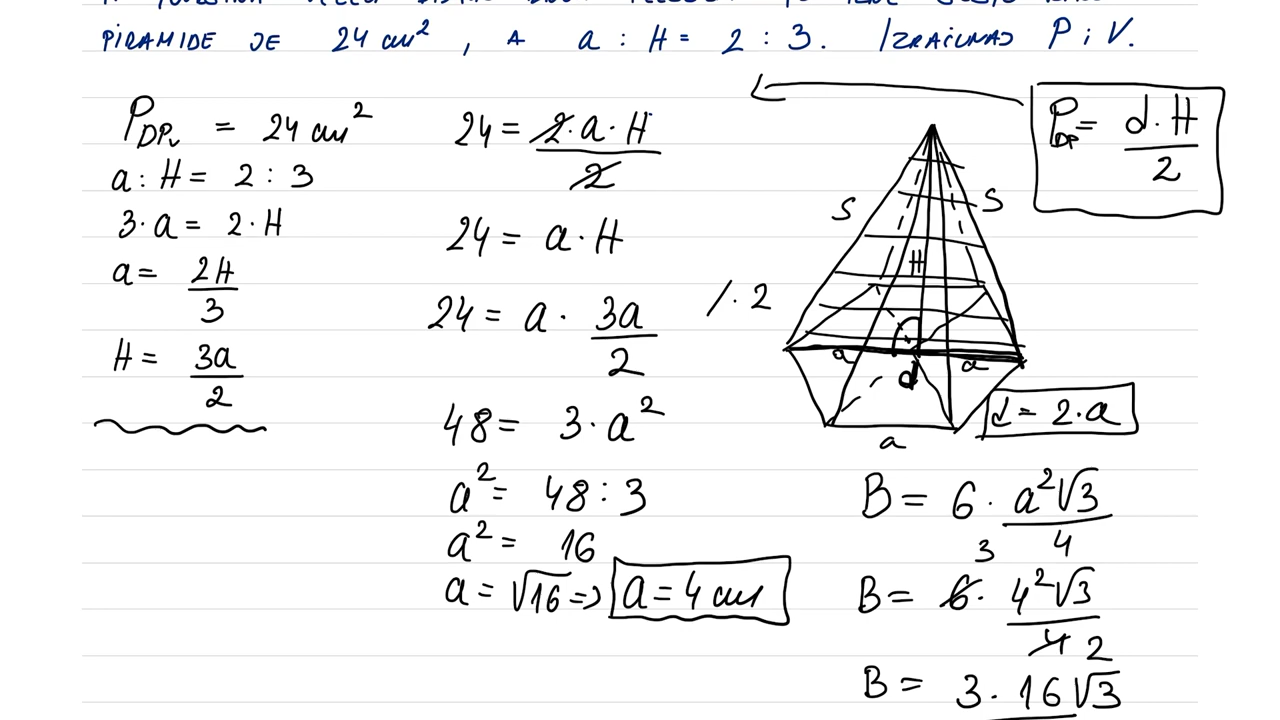 PIRAMIDE JE 24 cm², A a : H = 2 : 3. IZRAČUNAJ P i V.
P_DP = 24 cm²
a : H = 2 : 3
3·a = 2·H
a = 2H/3
H = 3a/2
24 = 2·a·H/2
24 = a·H
24 = a · 3a/2 /·2
48 = 3·a²
a² = 48 : 3
a² = 16
a = √16 => a = 4 cm
P_DP = d·H/2
S
S
H
a
a
d
a
d = 2·a
B = 6 · a²√3/4
3
B = 6 · 4²√3/4
2
B = 3·16√3